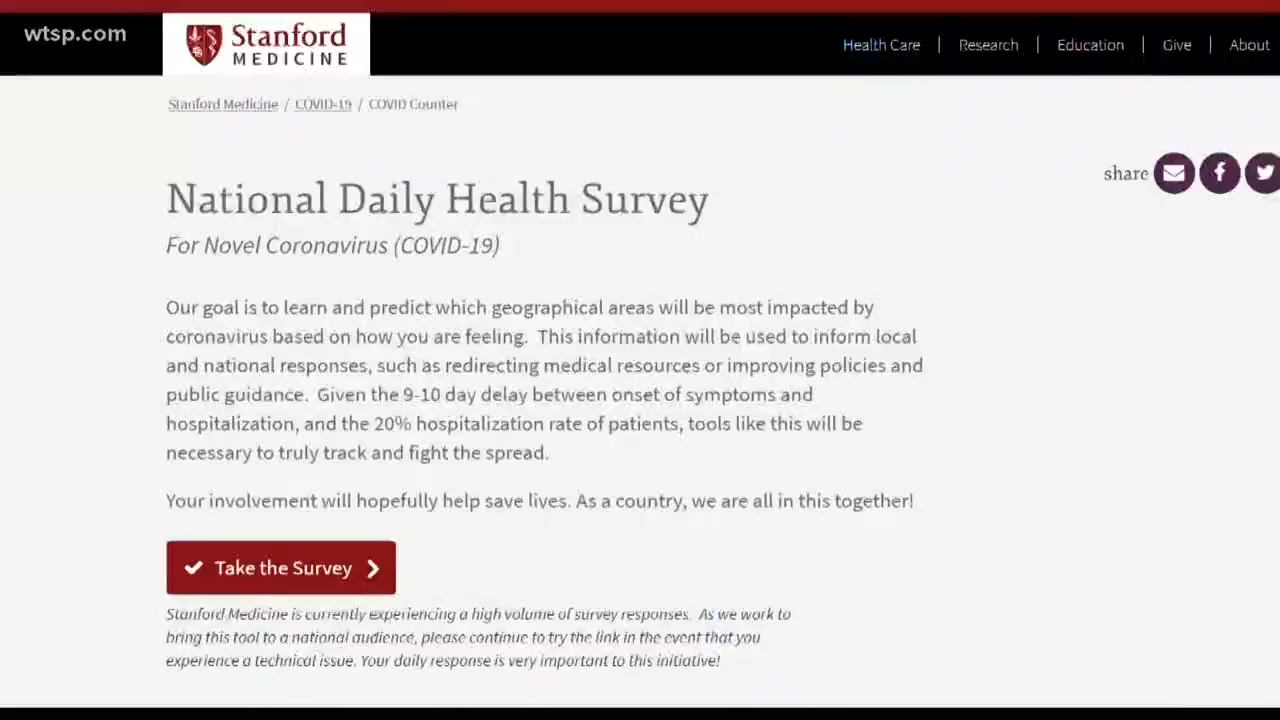 wtsp.com
Stanford
MEDICINE
Health Care | Research | Education | Give | About
Stanford Medicine / COVID-19 / COVID Counter
share
National Daily Health Survey
For Novel Coronavirus (COVID-19)
Our goal is to learn and predict which geographical areas will be most impacted by
coronavirus based on how you are feeling.  This information will be used to inform local
and national responses, such as redirecting medical resources or improving policies and
public guidance.  Given the 9-10 day delay between onset of symptoms and
hospitalization, and the 20% hospitalization rate of patients, tools like this will be
necessary to truly track and fight the spread.
Your involvement will hopefully help save lives. As a country, we are all in this together!
Take the Survey
Stanford Medicine is currently experiencing a high volume of survey responses.  As we work to
bring this tool to a national audience, please continue to try the link in the event that you
experience a technical issue. Your daily response is very important to this initiative!